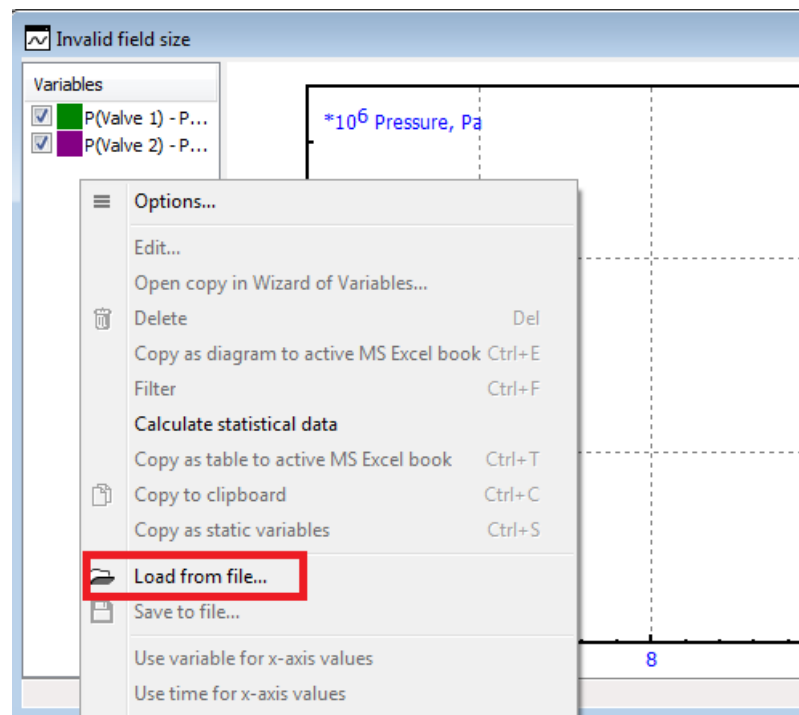 Invalid field size
Variables
P(Valve 1) - P...
P(Valve 2) - P...
*10⁶ Pressure, Pa
Options...
Edit...
Open copy in Wizard of Variables...
Delete Del
Copy as diagram to active MS Excel book Ctrl+E
Filter Ctrl+F
Calculate statistical data
Copy as table to active MS Excel book Ctrl+T
Copy to clipboard Ctrl+C
Copy as static variables Ctrl+S
Load from file...
Save to file...
Use variable for x-axis values
8
Use time for x-axis values